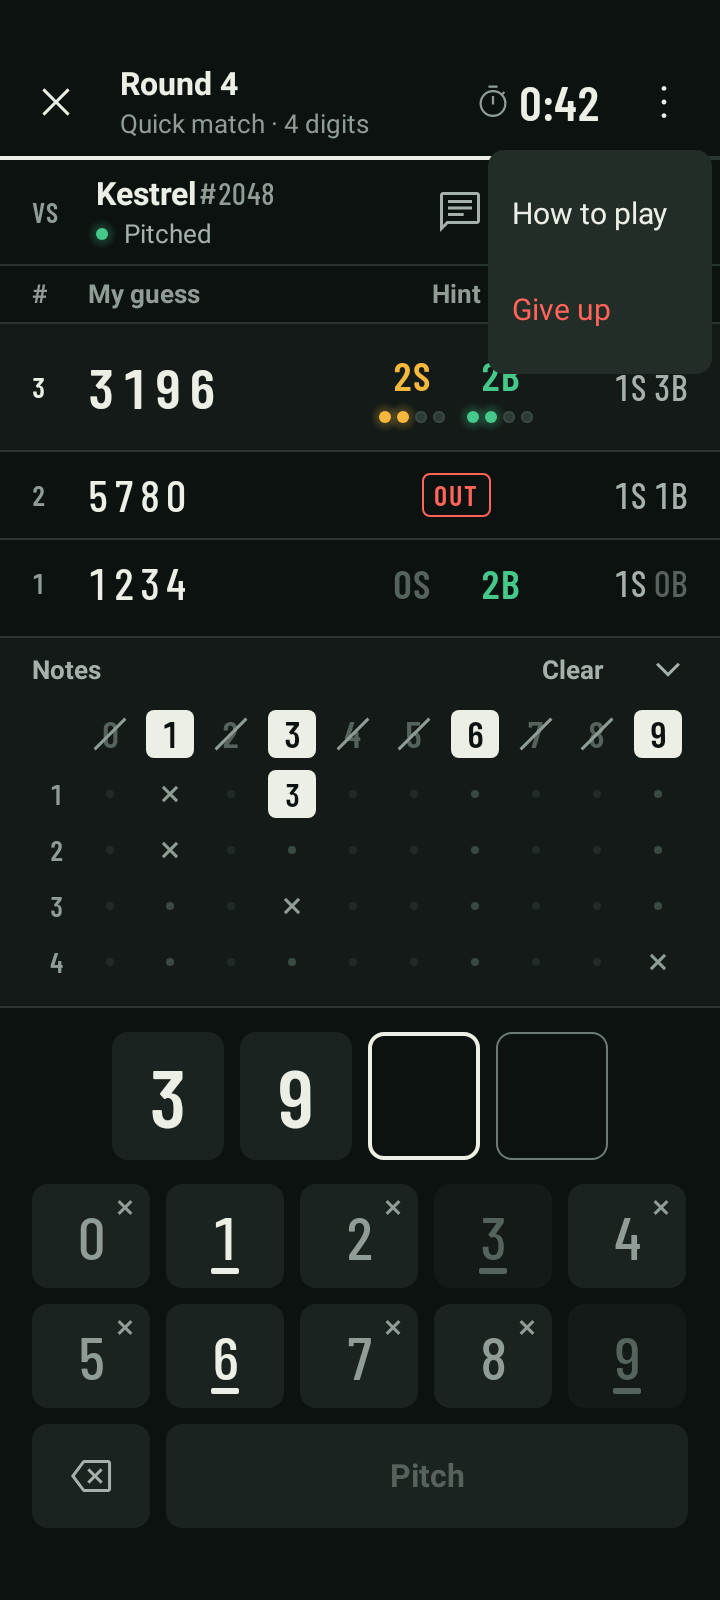 Round 4
Quick match · 4 digits
0:42
VS
Kestrel #2048
Pitched
How to play
Give up
# My guess Hint
3 3196 2S 2B 1S 3B
2 5780 OUT 1S 1B
1 1234 0S 2B 1S 0B
Notes Clear
0 1 2 3 4 5 6 7 8 9
1 × 3
2 ×
3 ×
4 ×
3 9
0 × 1 2 × 3 4 ×
5 × 6 7 × 8 × 9
Pitch